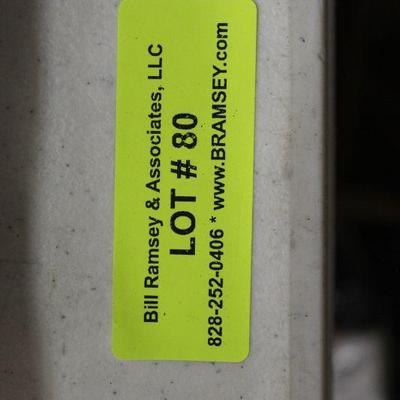 Bill Ramsey & Associates, LLC
LOT # 80
828-252-0406 * www.BRAMSEY.com